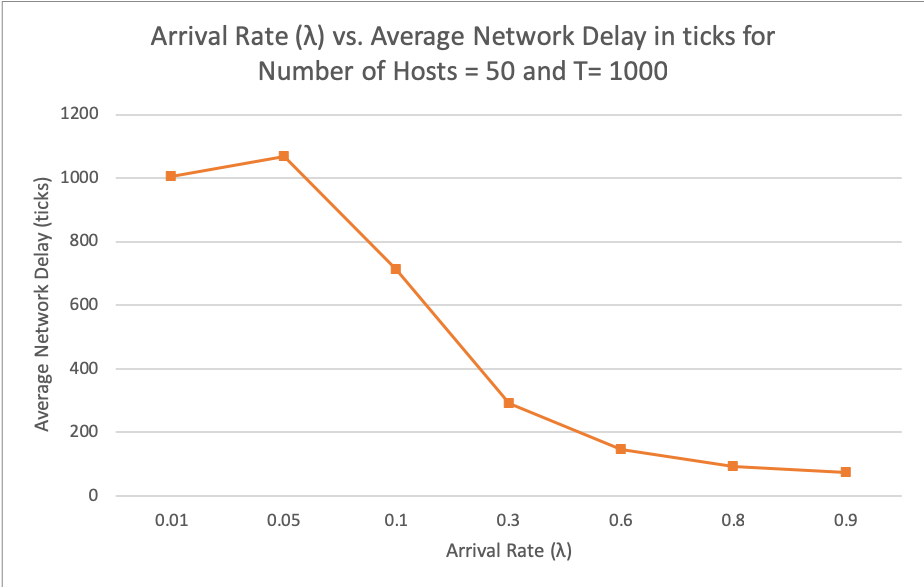 Arrival Rate (λ) vs. Average Network Delay in ticks for
Number of Hosts = 50 and T= 1000
Average Network Delay (ticks)
1200
1000
800
600
400
200
0
0.01 0.05 0.1 0.3 0.6 0.8 0.9
Arrival Rate (λ)